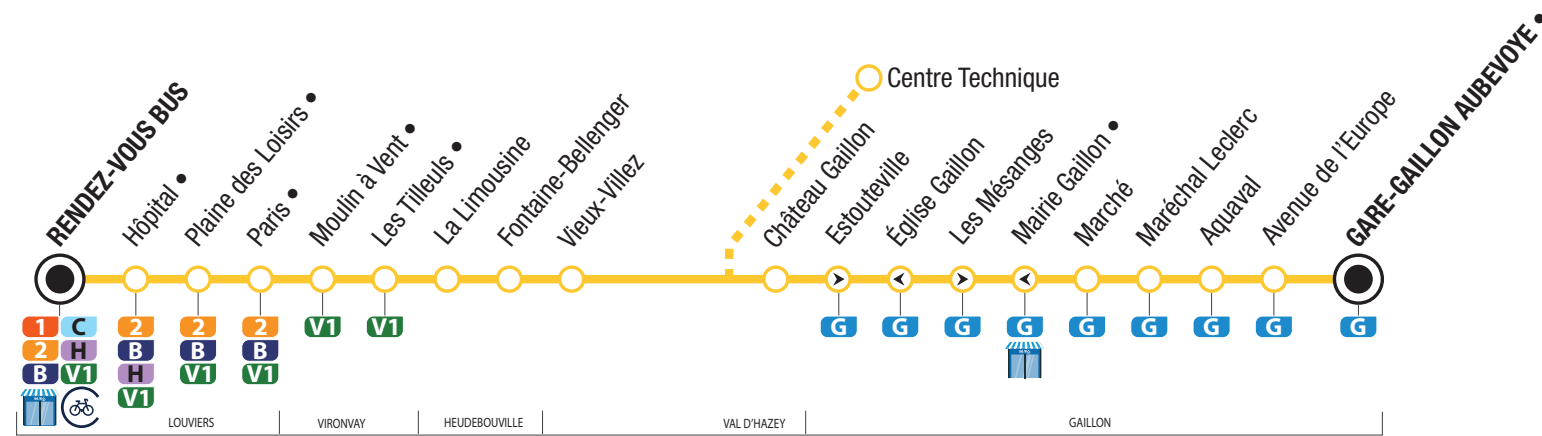 Centre Technique
RENDEZ-VOUS BUS
Hôpital •
Plaine des Loisirs •
Paris •
Moulin à Vent •
Les Tilleuls •
La Limousine
Fontaine-Bellenger
Vieux-Villez
Château Gaillon
Estouteville
Église Gaillon
Les Mésanges
Mairie Gaillon •
Marché
Maréchal Leclerc
Aquaval
Avenue de l'Europe
GARE-GAILLON AUBEVOYE •
1 C
2 H
B V1
2
B
H
V1
2
B
V1
2
B
V1
V1
V1
G
G
G
G
G
G
G
G
G
LOUVIERS
VIRONVAY
HEUDEBOUVILLE
VAL D'HAZEY
GAILLON